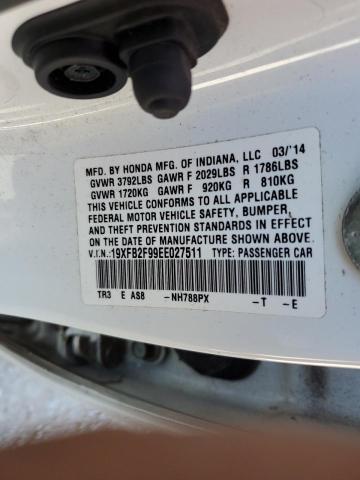 MFD. BY HONDA MFG. OF INDIANA, LLC 03/'14
GVWR 3792LBS GAWR F 2029LBS R 1786LBS
GVWR 1720KG GAWR F 920KG R 810KG
THIS VEHICLE CONFORMS TO ALL APPLICABLE
FEDERAL MOTOR VEHICLE SAFETY, BUMPER,
AND THEFT PREVENTION STANDARDS IN EFFECT
ON THE DATE OF MANUFACTURE SHOWN ABOVE.
V.I.N.:19XFB2F99EE027511 TYPE: PASSENGER CAR
TR3 E AS8 -NH788PX -T -E